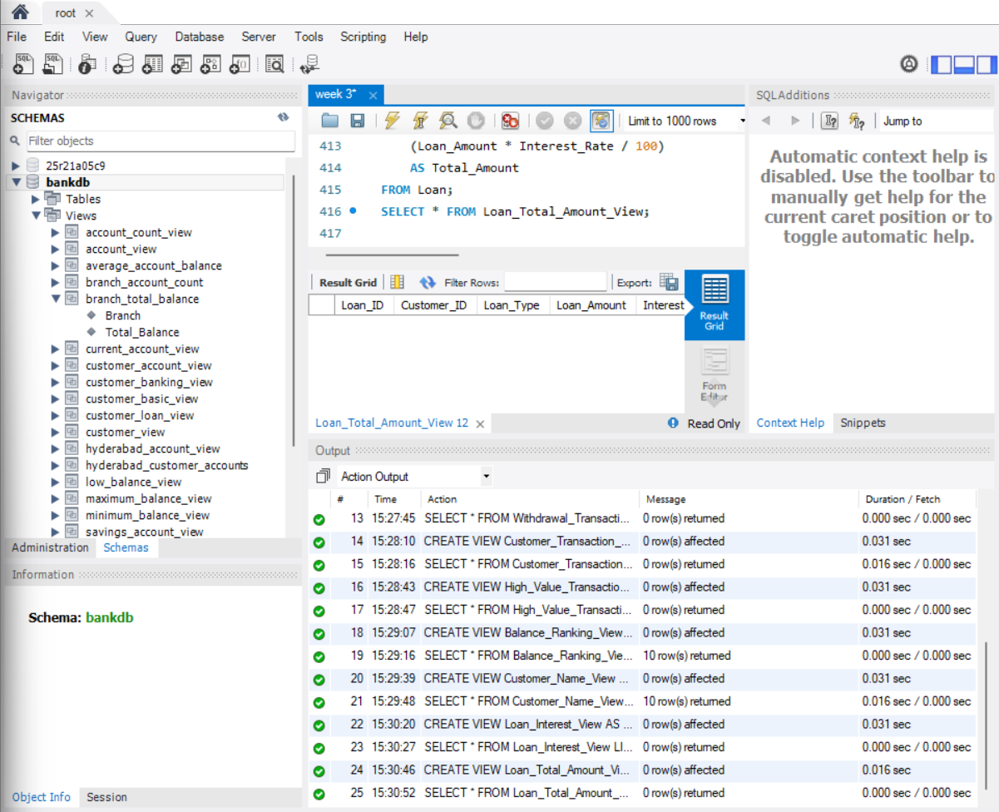 root
File Edit View Query Database Server Tools Scripting Help
Navigator
SCHEMAS
Filter objects
25r21a05c9
bankdb
Tables
Views
account_count_view
account_view
average_account_balance
branch_account_count
branch_total_balance
Branch
Total_Balance
current_account_view
customer_account_view
customer_banking_view
customer_basic_view
customer_loan_view
customer_view
hyderabad_account_view
hyderabad_customer_accounts
low_balance_view
maximum_balance_view
minimum_balance_view
savings_account_view
Administration Schemas
Information
Schema: bankdb
Object Info Session
week 3*
Limit to 1000 rows
413 (Loan_Amount * Interest_Rate / 100)
414 AS Total_Amount
415 FROM Loan;
416 SELECT * FROM Loan_Total_Amount_View;
417
Result Grid Filter Rows: Export:
Loan_ID Customer_ID Loan_Type Loan_Amount Interest
Result
Grid
Form
Editor
Loan_Total_Amount_View 12 Read Only
SQLAdditions
Jump to
Automatic context help is
disabled. Use the toolbar to
manually get help for the
current caret position or to
toggle automatic help.
Context Help Snippets
Output
Action Output
# Time Action Message Duration / Fetch
13 15:27:45 SELECT * FROM Withdrawal_Transacti... 0 row(s) returned 0.000 sec / 0.000 sec
14 15:28:10 CREATE VIEW Customer_Transaction_... 0 row(s) affected 0.031 sec
15 15:28:16 SELECT * FROM Customer_Transaction... 0 row(s) returned 0.016 sec / 0.000 sec
16 15:28:43 CREATE VIEW High_Value_Transactio... 0 row(s) affected 0.031 sec
17 15:28:47 SELECT * FROM High_Value_Transacti... 0 row(s) returned 0.000 sec / 0.000 sec
18 15:29:07 CREATE VIEW Balance_Ranking_View... 0 row(s) affected 0.031 sec
19 15:29:16 SELECT * FROM Balance_Ranking_Vie... 10 row(s) returned 0.000 sec / 0.000 sec
20 15:29:39 CREATE VIEW Customer_Name_View ... 0 row(s) affected 0.031 sec
21 15:29:48 SELECT * FROM Customer_Name_View... 10 row(s) returned 0.016 sec / 0.000 sec
22 15:30:20 CREATE VIEW Loan_Interest_View AS ... 0 row(s) affected 0.031 sec
23 15:30:27 SELECT * FROM Loan_Interest_View LI... 0 row(s) returned 0.000 sec / 0.000 sec
24 15:30:46 CREATE VIEW Loan_Total_Amount_Vi... 0 row(s) affected 0.016 sec
25 15:30:52 SELECT * FROM Loan_Total_Amount_... 0 row(s) returned 0.000 sec / 0.000 sec